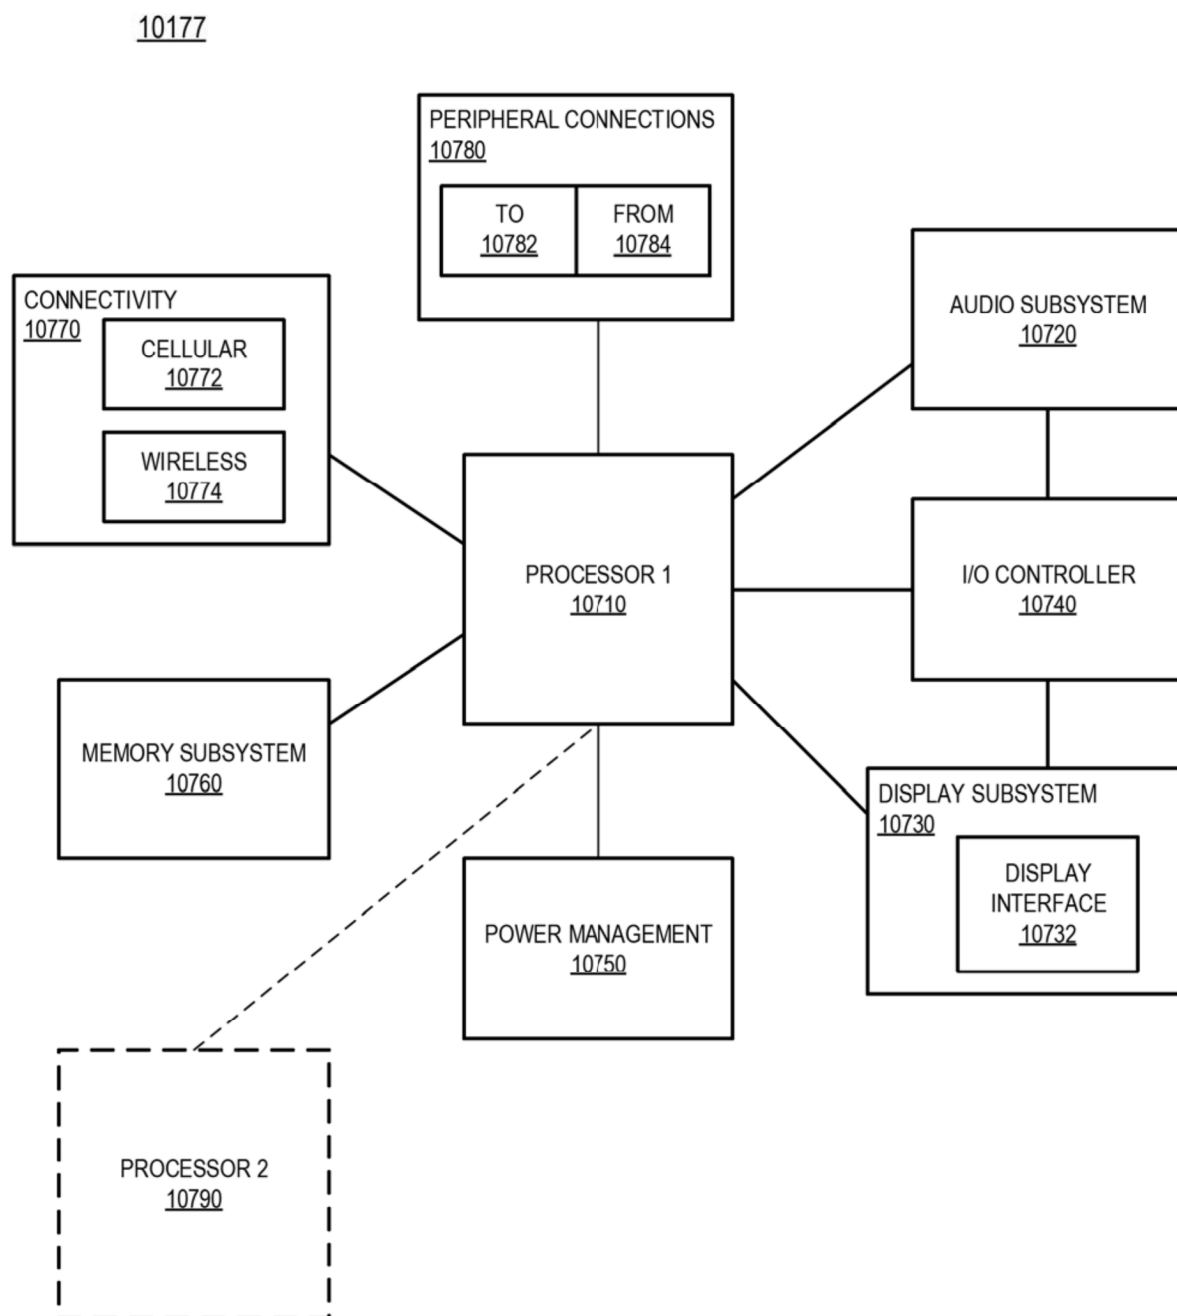 10177
PERIPHERAL CONNECTIONS
10780
TO
10782
FROM
10784
CONNECTIVITY
10770
CELLULAR
10772
WIRELESS
10774
AUDIO SUBSYSTEM
10720
PROCESSOR 1
10710
I/O CONTROLLER
10740
MEMORY SUBSYSTEM
10760
DISPLAY SUBSYSTEM
10730
DISPLAY
INTERFACE
10732
POWER MANAGEMENT
10750
PROCESSOR 2
10790